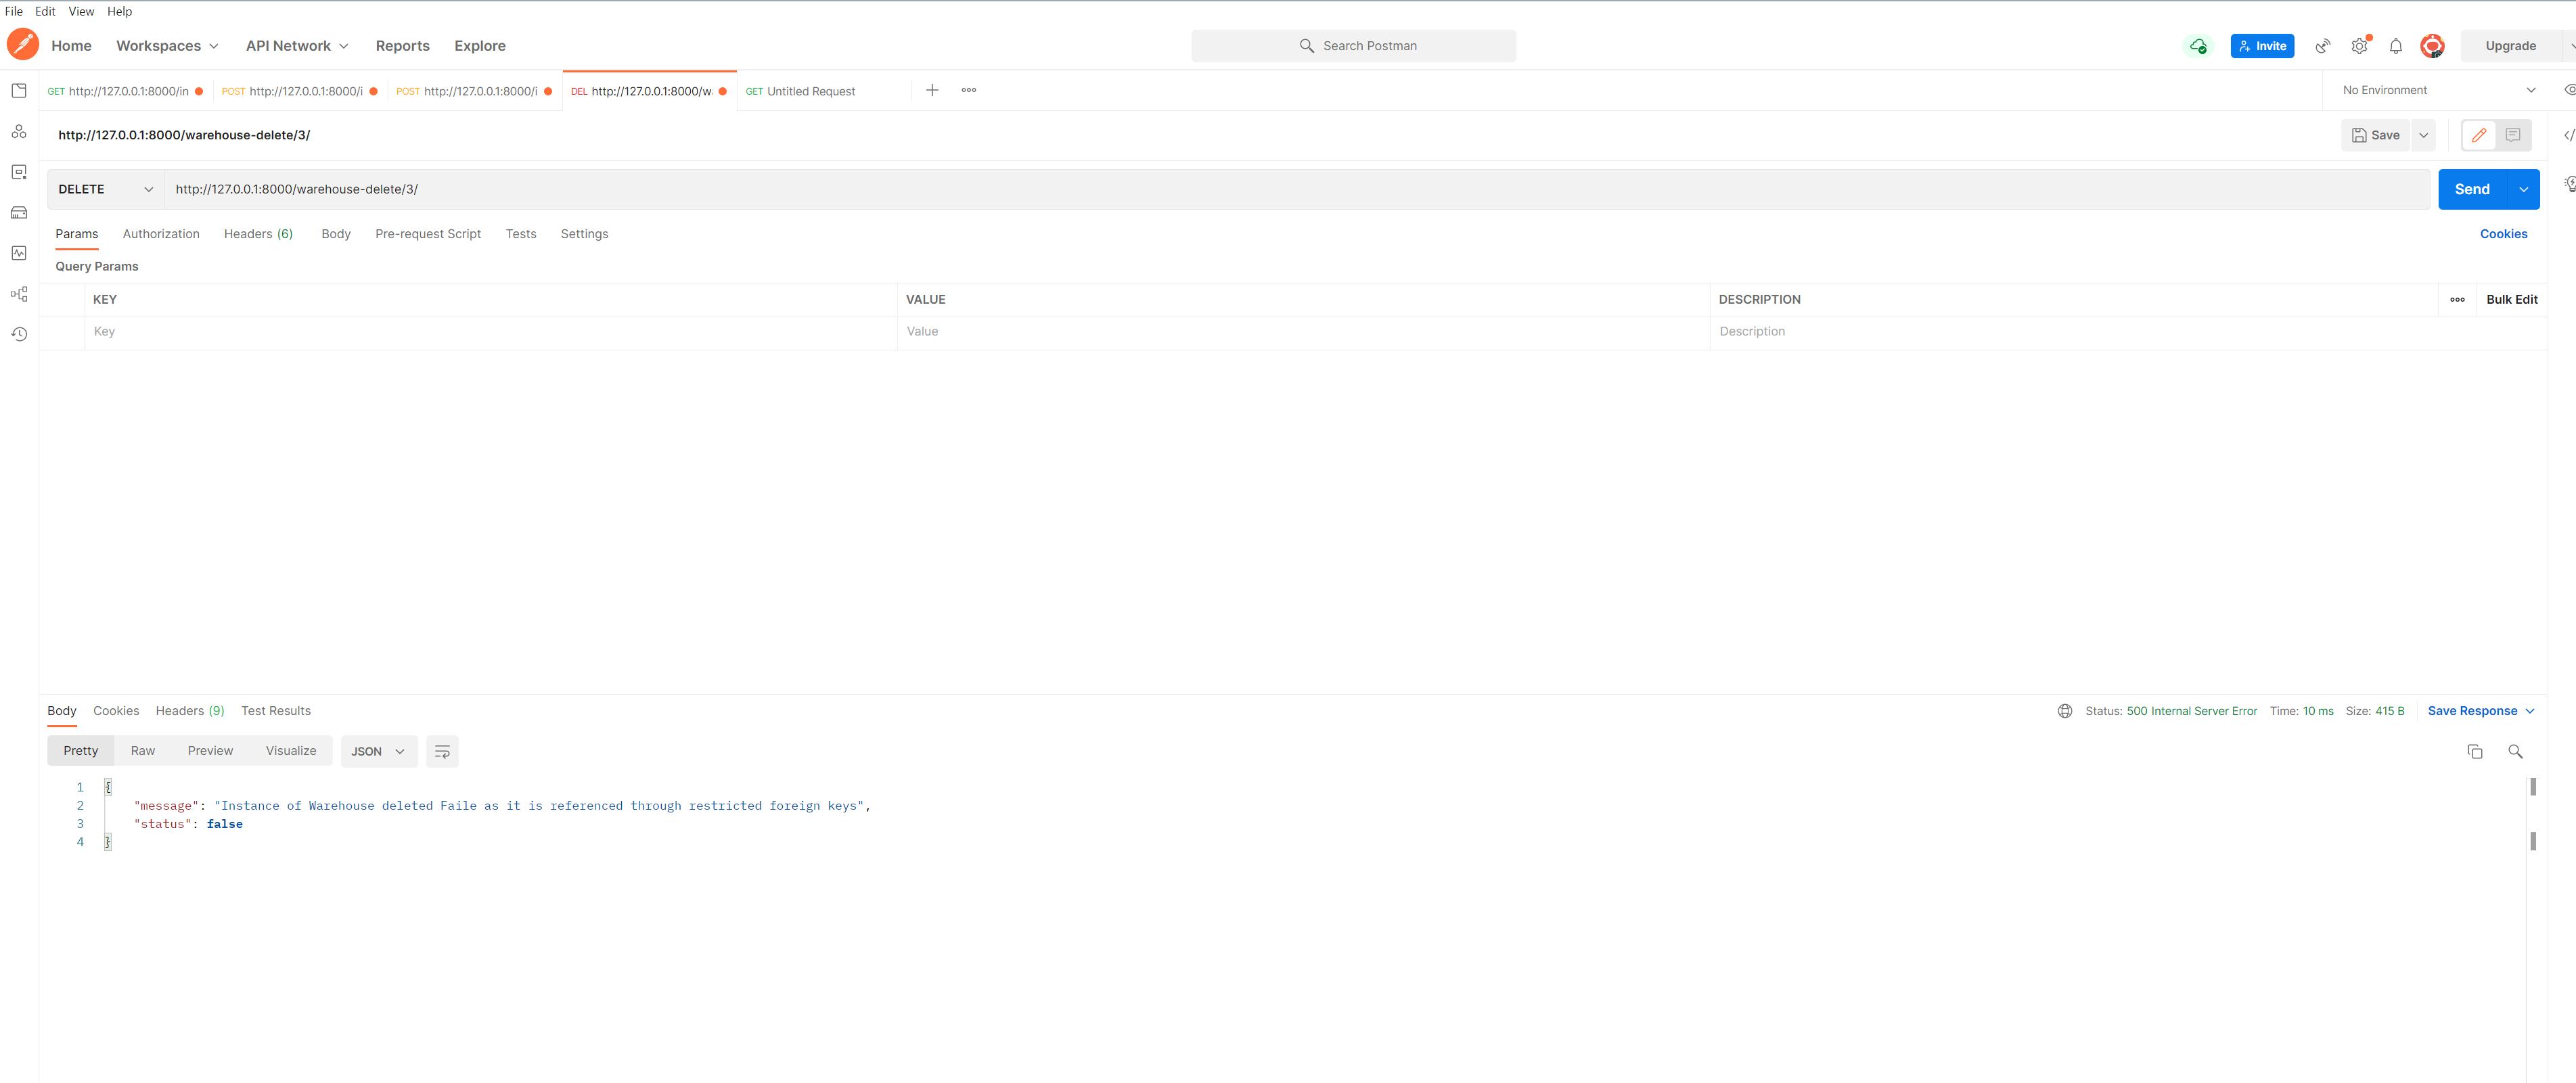 File Edit View Help
Home Workspaces API Network Reports Explore Search Postman Invite Upgrade
GET http://127.0.0.1:8000/in POST http://127.0.0.1:8000/i POST http://127.0.0.1:8000/i DEL http://127.0.0.1:8000/w. GET Untitled Request No Environment
http://127.0.0.1:8000/warehouse-delete/3/ Save
DELETE http://127.0.0.1:8000/warehouse-delete/3/ Send
Params Authorization Headers (6) Body Pre-request Script Tests Settings Cookies
Query Params
KEY VALUE DESCRIPTION Bulk Edit
Key Value Description
Body Cookies Headers (9) Test Results Status: 500 Internal Server Error Time: 10 ms Size: 415 B Save Response
Pretty Raw Preview Visualize JSON
1 {
2 "message": "Instance of Warehouse deleted Faile as it is referenced through restricted foreign keys",
3 "status": false
4 }